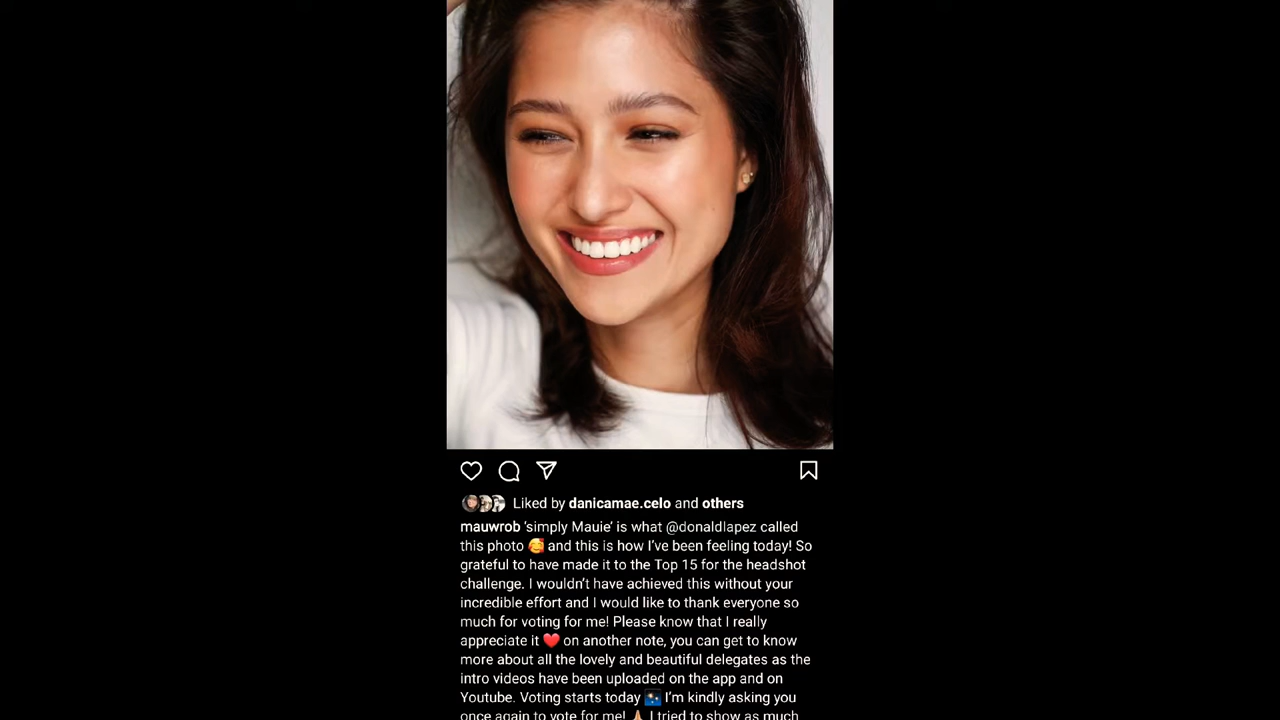 Liked by danicamae.celo and others
mauwrob ‘simply Mauie’ is what @donaldlapez called
this photo 🥰 and this is how I’ve been feeling today! So
grateful to have made it to the Top 15 for the headshot
challenge. I wouldn’t have achieved this without your
incredible effort and I would like to thank everyone so
much for voting for me! Please know that I really
appreciate it ❤️ on another note, you can get to know
more about all the lovely and beautiful delegates as the
intro videos have been uploaded on the app and on
Youtube. Voting starts today 🌌 I’m kindly asking you
once again to vote for me! 🙏🏽 I tried to show as much